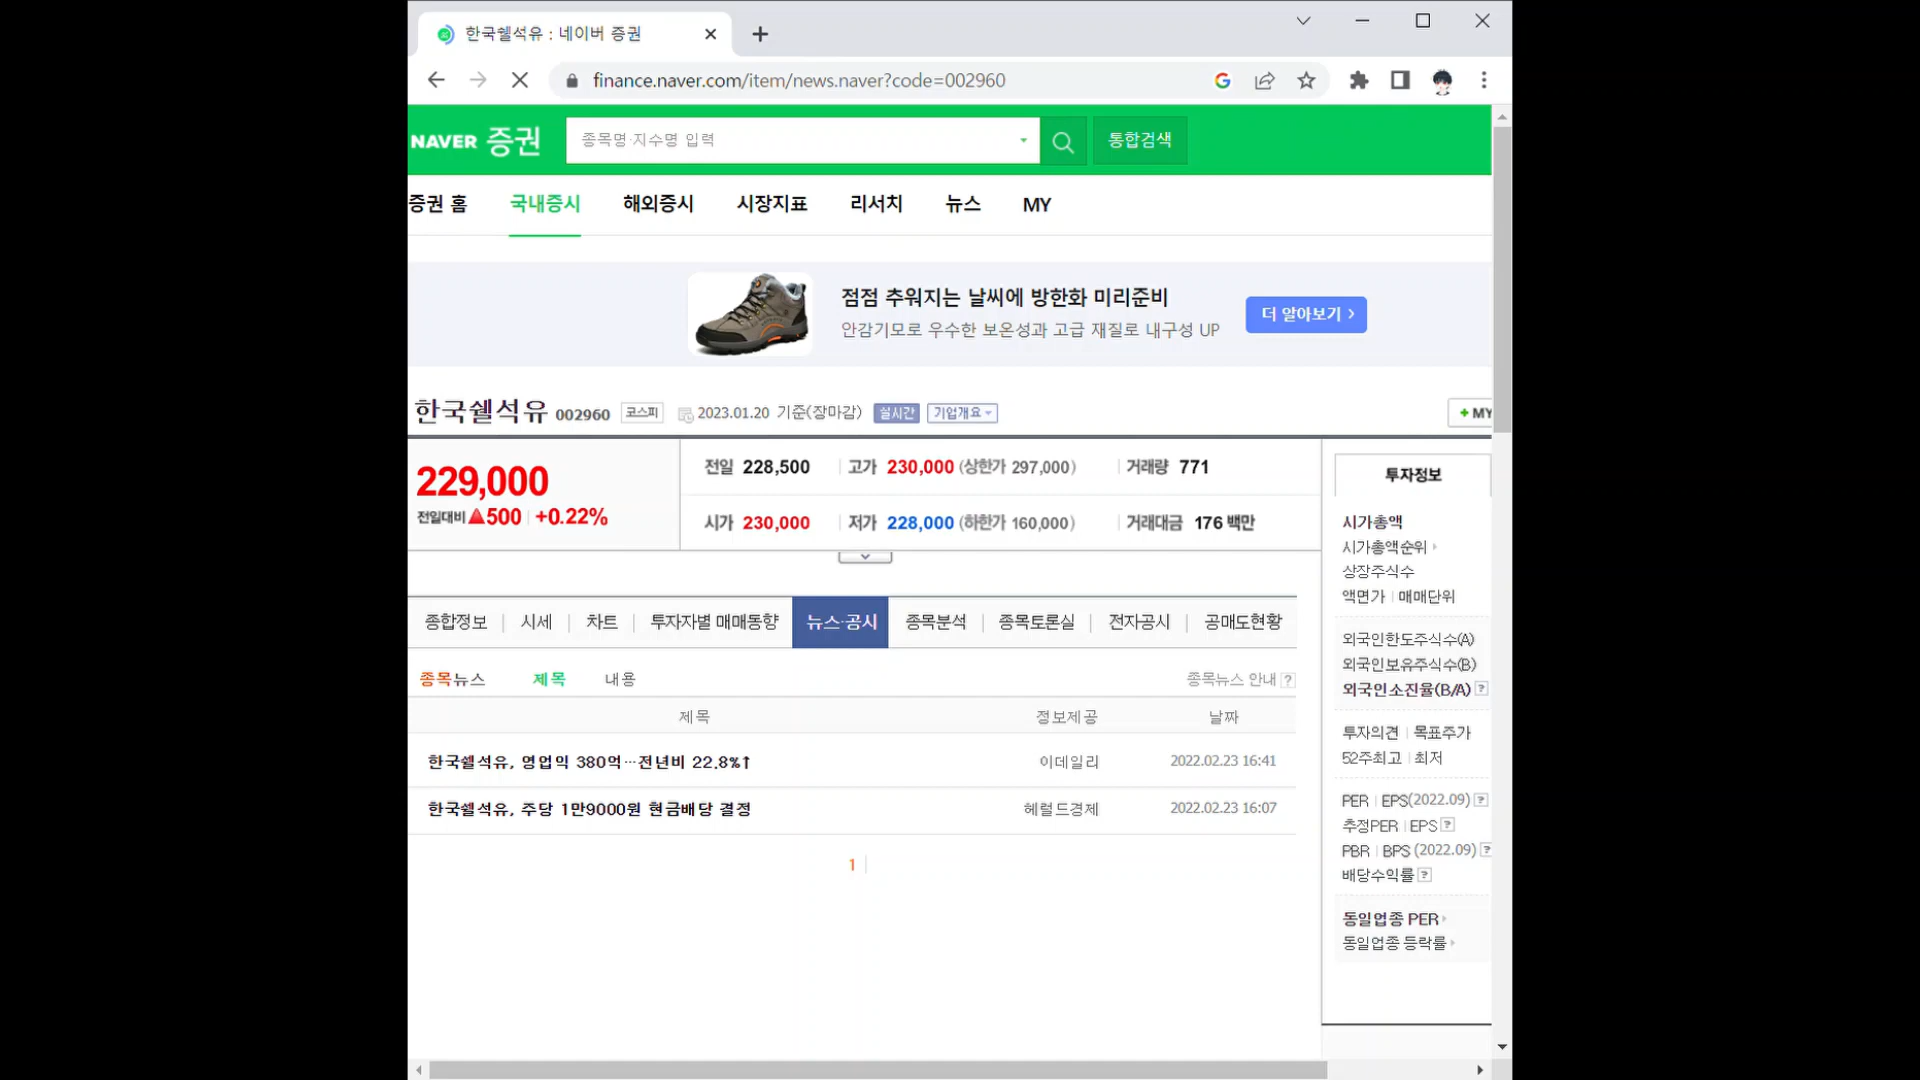 한국쉘석유 : 네이버 증권
finance.naver.com/item/news.naver?code=002960
NAVER 증권
종목명·지수명 입력
통합검색
증권 홈 국내증시 해외증시 시장지표 리서치 뉴스 MY
점점 추워지는 날씨에 방한화 미리준비
안감기모로 우수한 보온성과 고급 재질로 내구성 UP
더 알아보기
한국쉘석유 002960 코스피 2023.01.20 기준(장마감) 실시간 기업개요
+ MY
229,000
전일대비 ▲500 +0.22%
전일 228,500 고가 230,000 (상한가 297,000) 거래량 771
시가 230,000 저가 228,000 (하한가 160,000) 거래대금 176 백만
종합정보 시세 차트 투자자별 매매동향 뉴스·공시 종목분석 종목토론실 전자공시 공매도현황
종목뉴스 제목 내용 종목뉴스 안내 ?
제목 정보제공 날짜
한국쉘석유, 영업익 380억…전년비 22.8%↑ 이데일리 2022.02.23 16:41
한국쉘석유, 주당 1만9000원 현금배당 결정 헤럴드경제 2022.02.23 16:07
1
투자정보
시가총액
시가총액순위
상장주식수
액면가 매매단위
외국인한도주식수(A)
외국인보유주식수(B)
외국인소진율(B/A) ?
투자의견 목표주가
52주최고 최저
PER EPS(2022.09) ?
추정PER EPS ?
PBR BPS (2022.09) ?
배당수익률 ?
동일업종 PER
동일업종 등락률